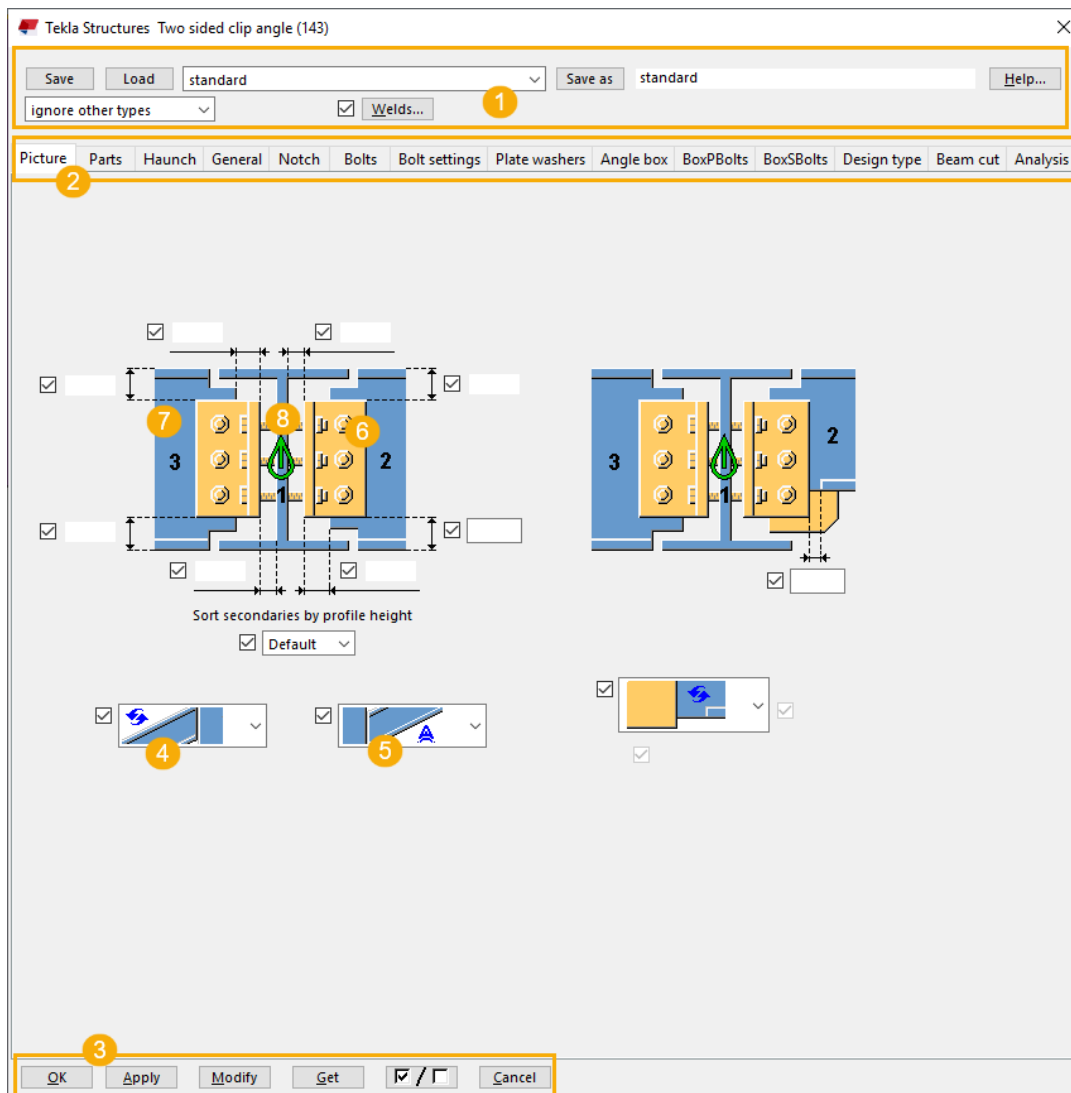 Tekla Structures Two sided clip angle (143)
Save Load standard Save as standard Help...
ignore other types Welds... 1
Picture Parts Haunch General Notch Bolts Bolt settings Plate washers Angle box BoxPBolts BoxSBolts Design type Beam cut Analysis
2
7 8 6
3 2 3 2
1 1
Sort secondaries by profile height
Default
A
4 5
3
OK Apply Modify Get / Cancel